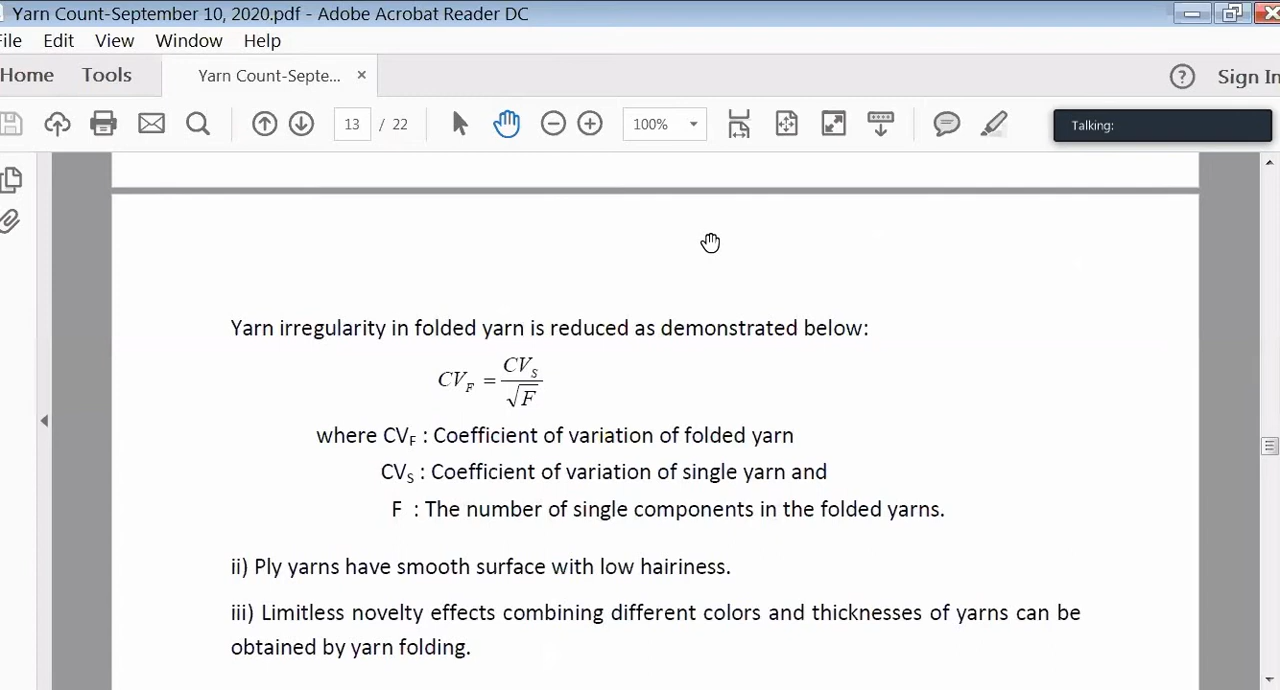 Yarn Count-September 10, 2020.pdf - Adobe Acrobat Reader DC
File Edit View Window Help
Home Tools Yarn Count-Septe... × ? Sign In
13 / 22 100% Talking:
Yarn irregularity in folded yarn is reduced as demonstrated below:
CV_F = CV_S / √F
where CVF : Coefficient of variation of folded yarn
CVS : Coefficient of variation of single yarn and
F : The number of single components in the folded yarns.
ii) Ply yarns have smooth surface with low hairiness.
iii) Limitless novelty effects combining different colors and thicknesses of yarns can be
obtained by yarn folding.